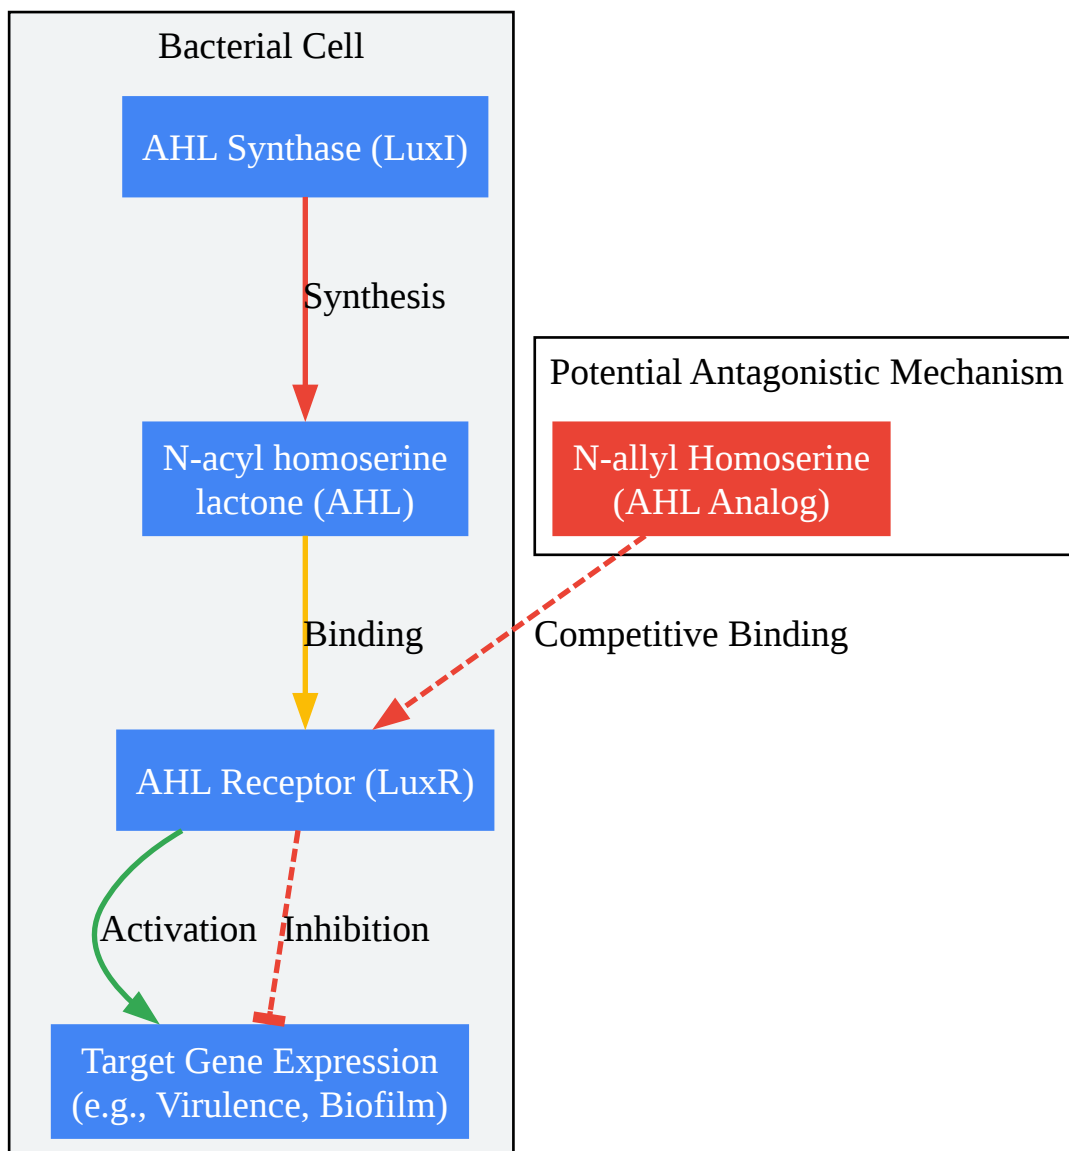 Bacterial Cell
AHL Synthase (LuxI)
Synthesis
Potential Antagonistic Mechanism
N-acyl homoserine
lactone (AHL)
N-allyl Homoserine
(AHL Analog)
Binding
Competitive Binding
AHL Receptor (LuxR)
Activation
Inhibition
Target Gene Expression
(e.g., Virulence, Biofilm)